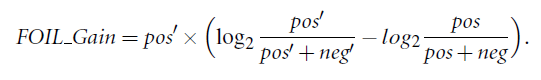 FOIL_Gain = pos′ × (log₂ pos′ / (pos′ + neg′) − log₂ pos / (pos + neg)).